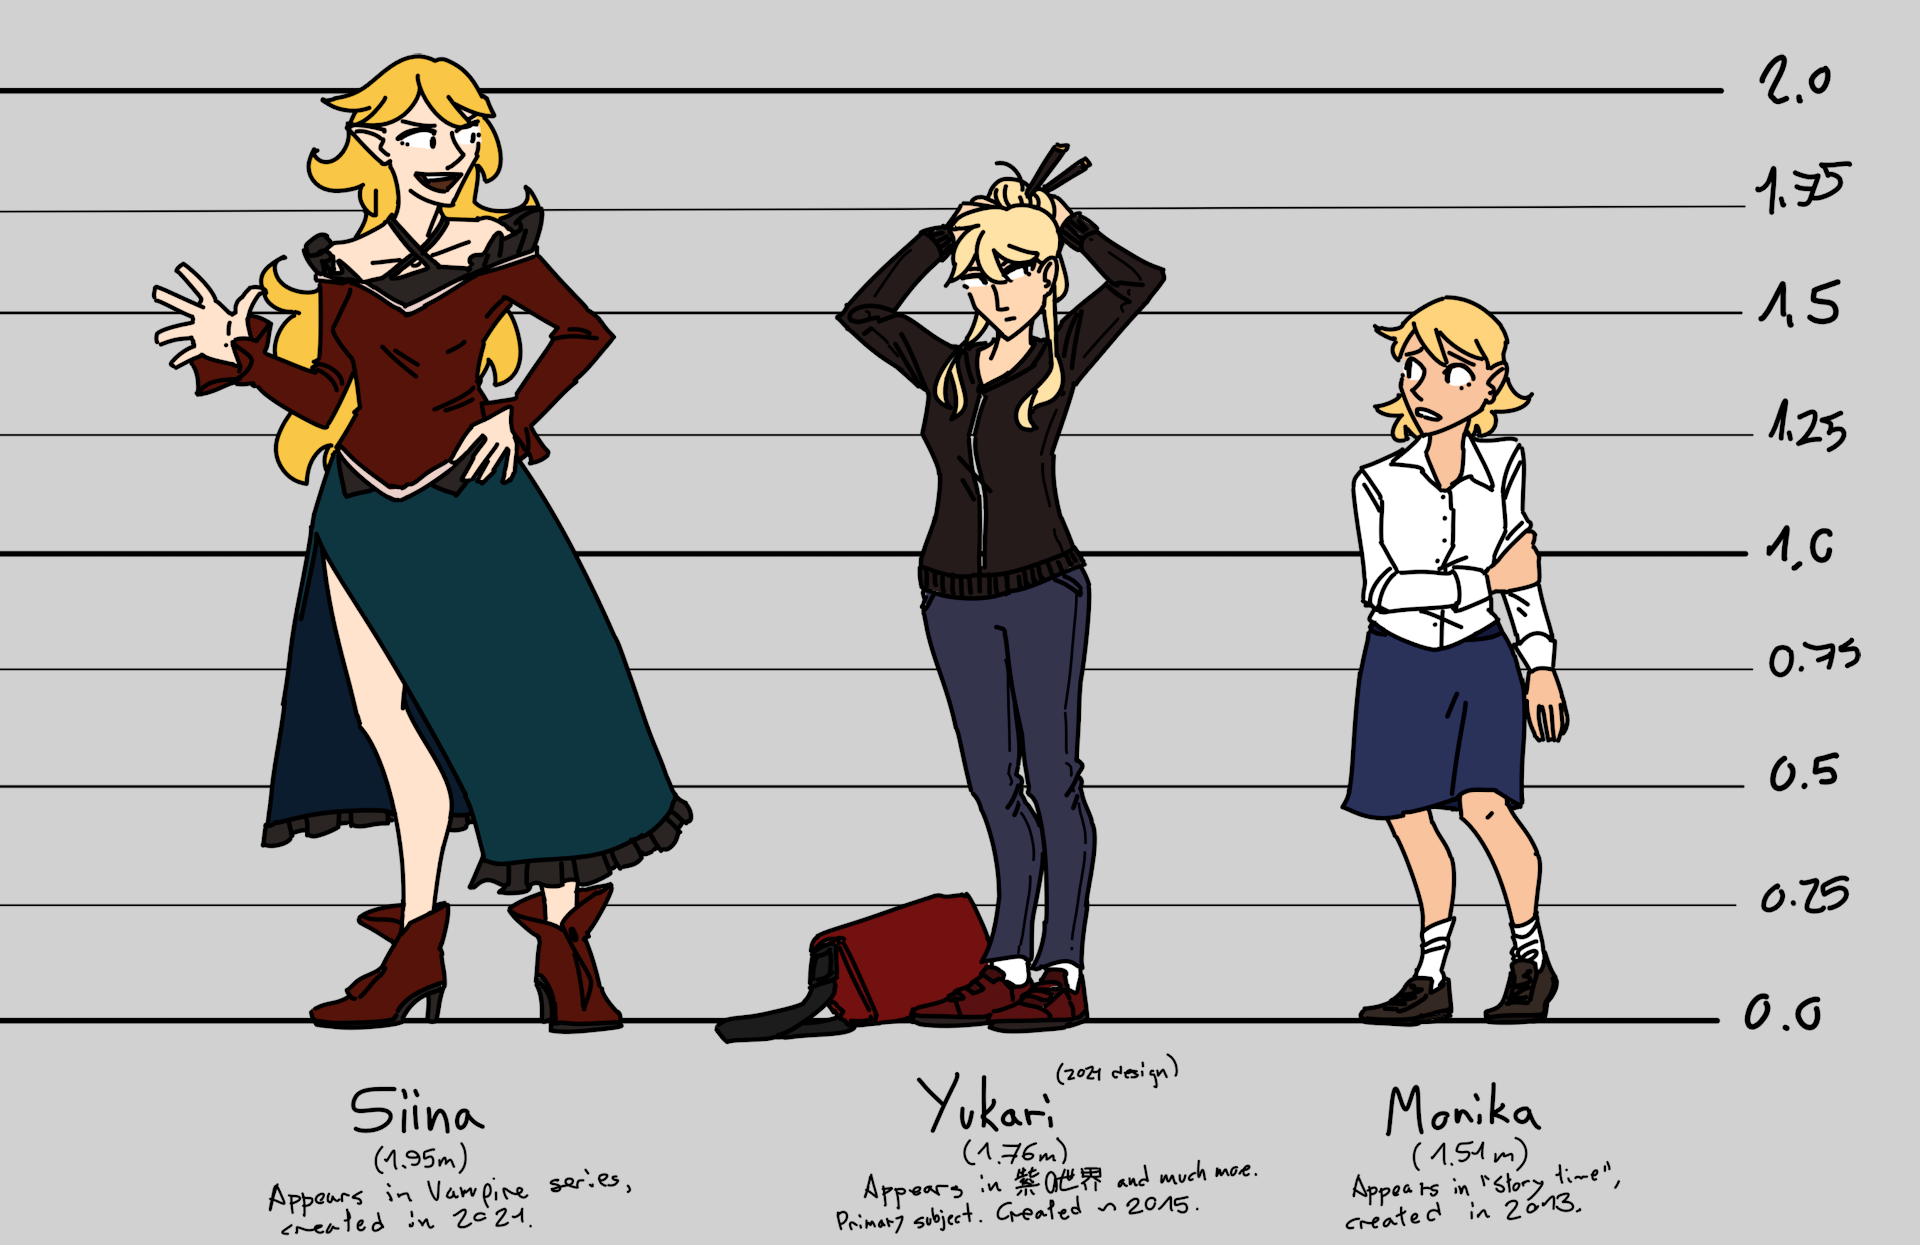 2.0
1.75
1.5
1.25
1,0
0.75
0.5
0.25
0.0
Siina
(1.95m)
Appears in Vampire series,
created in 2021.
Yukari (2021 design)
(1.76m)
Appears in 紫の世界 and much more.
Primary subject. Created ~ 2015.
Monika
(1.51m)
Appears in "Story time",
created in 2013.